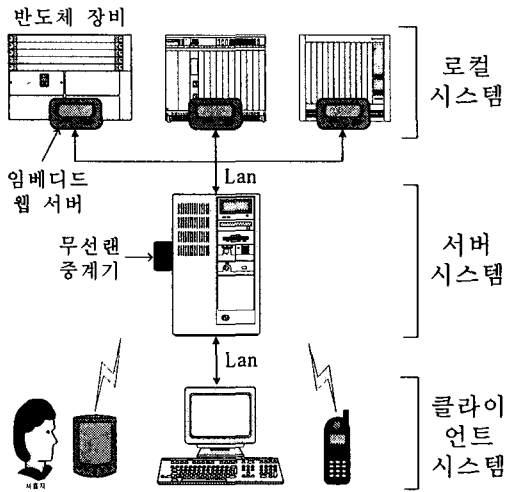 반도체 장비
로컬
시스템
임베디드
웹 서버
Lan
무선랜
중계기
서버
시스템
Lan
클라이
언트
시스템